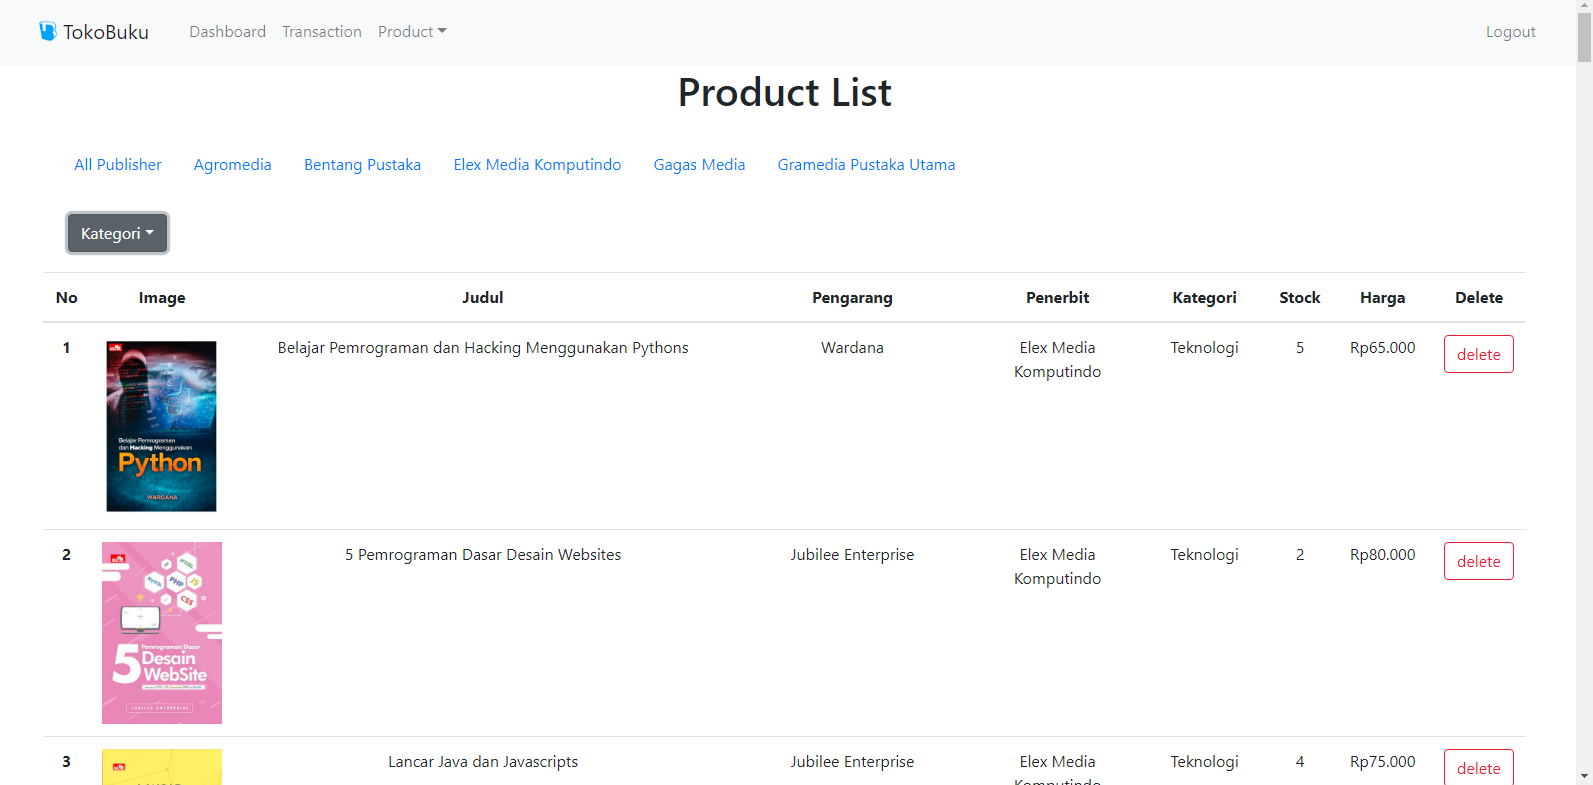 TokoBuku Dashboard Transaction Product Logout
Product List
All Publisher Agromedia Bentang Pustaka Elex Media Komputindo Gagas Media Gramedia Pustaka Utama
Kategori
No Image Judul Pengarang Penerbit Kategori Stock Harga Delete
1 Belajar Pemrograman dan Hacking Menggunakan Pythons Wardana Elex Media Teknologi 5 Rp65.000 delete
Komputindo
Belajar Pemrograman
dan Hacking Menggunakan
Python
WARDANA
2 5 Pemrograman Dasar Desain Websites Jubilee Enterprise Elex Media Teknologi 2 Rp80.000 delete
Komputindo
HTML
MySQL PHP JS
CSS
Pemrograman Dasar
5 Desain
WebSite
JUBILEE ENTERPRISE
3 Lancar Java dan Javascripts Jubilee Enterprise Elex Media Teknologi 4 Rp75.000 delete
Komputindo